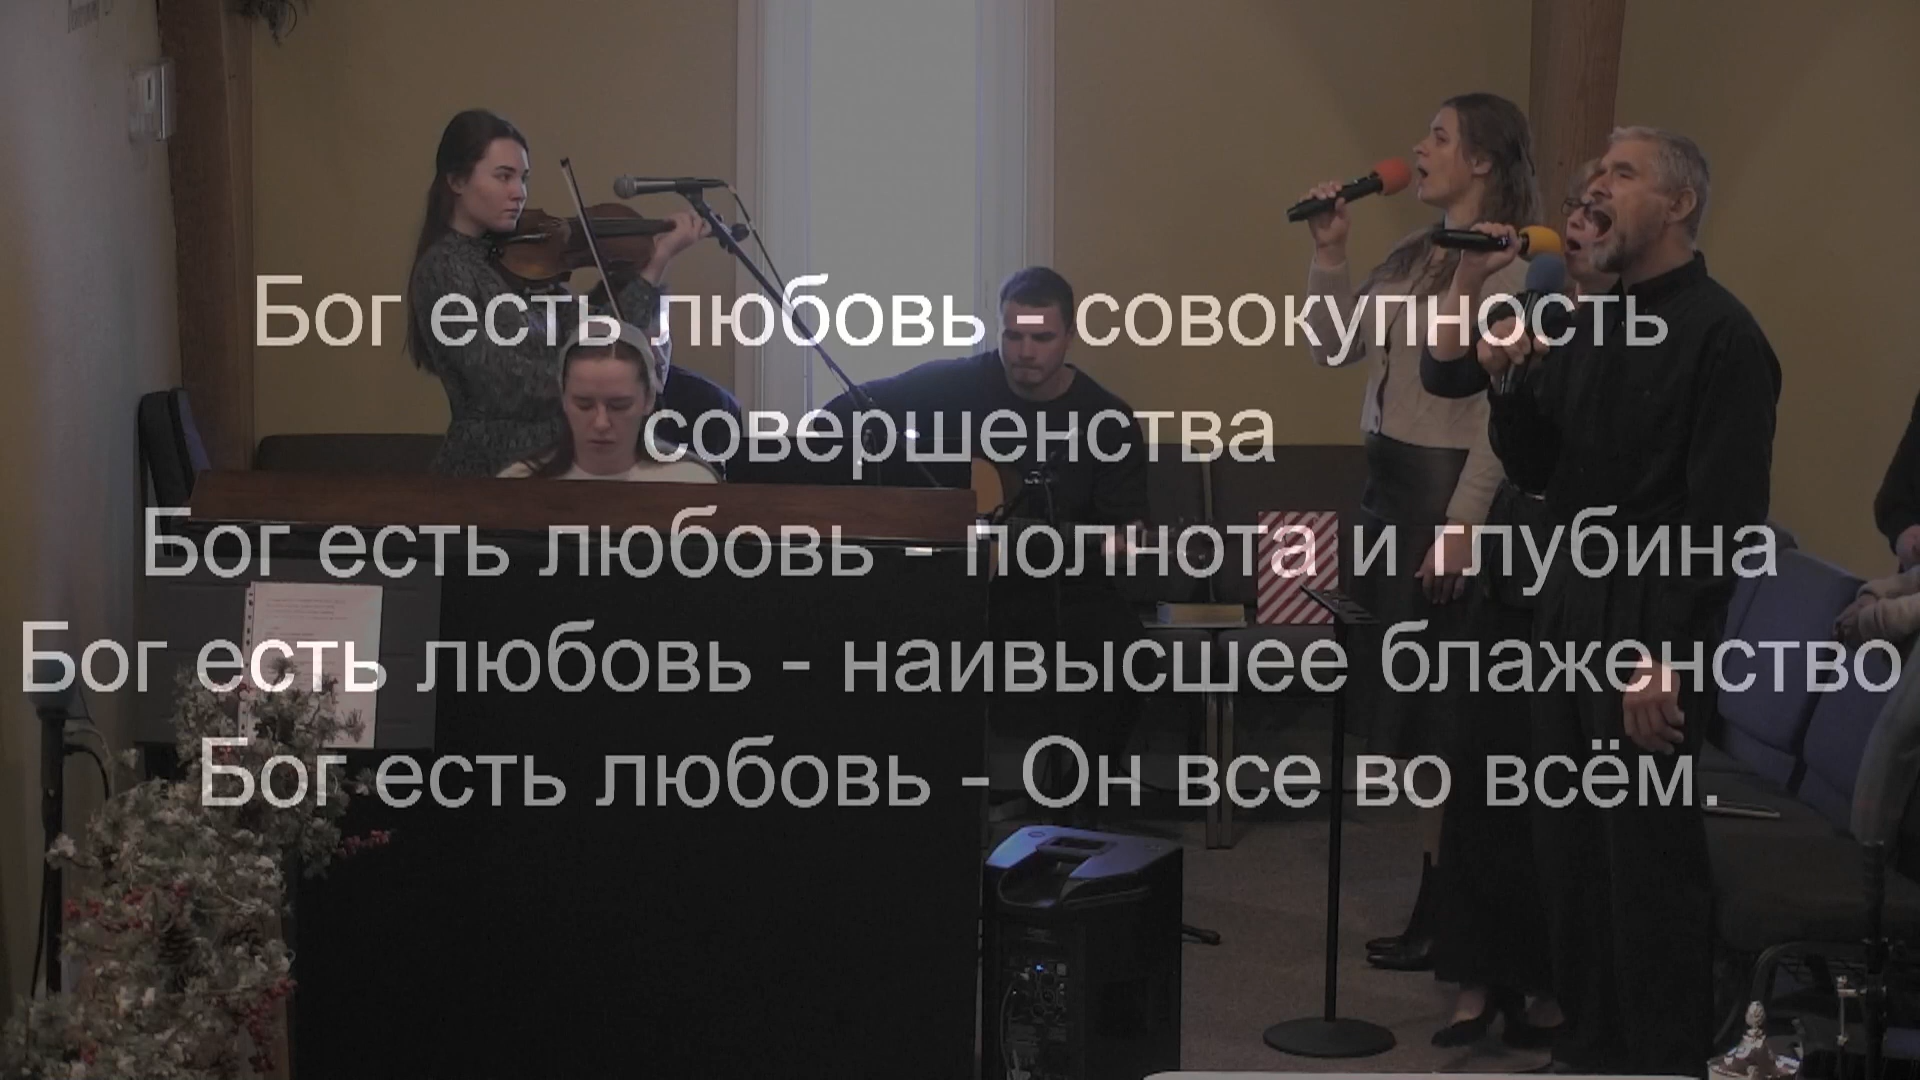 Бог есть любовь - совокупность
совершенства
Бог есть любовь - полнота и глубина
Бог есть любовь - наивысшее блаженство
Бог есть любовь - Он все во всём.